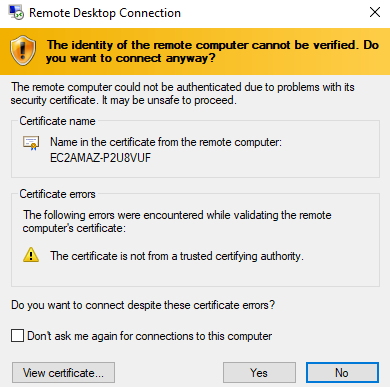 Remote Desktop Connection
The identity of the remote computer cannot be verified. Do
you want to connect anyway?
The remote computer could not be authenticated due to problems with its
security certificate. It may be unsafe to proceed.
Certificate name
Name in the certificate from the remote computer:
EC2AMAZ-P2U8VUF
Certificate errors
The following errors were encountered while validating the remote
computer's certificate:
The certificate is not from a trusted certifying authority.
Do you want to connect despite these certificate errors?
Don't ask me again for connections to this computer
View certificate... Yes No